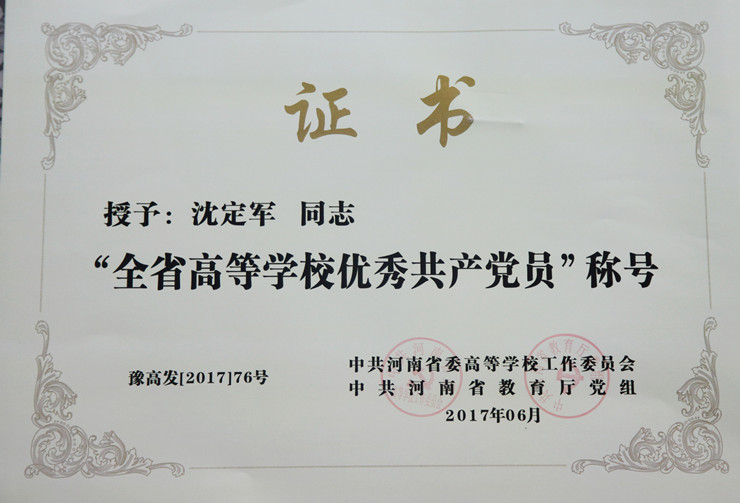 证书
授予：沈定军 同志
“全省高等学校优秀共产党员”称号
豫高发[2017]76号
中共河南省委高等学校工作委员会
中共河南省教育厅党组
2017年06月